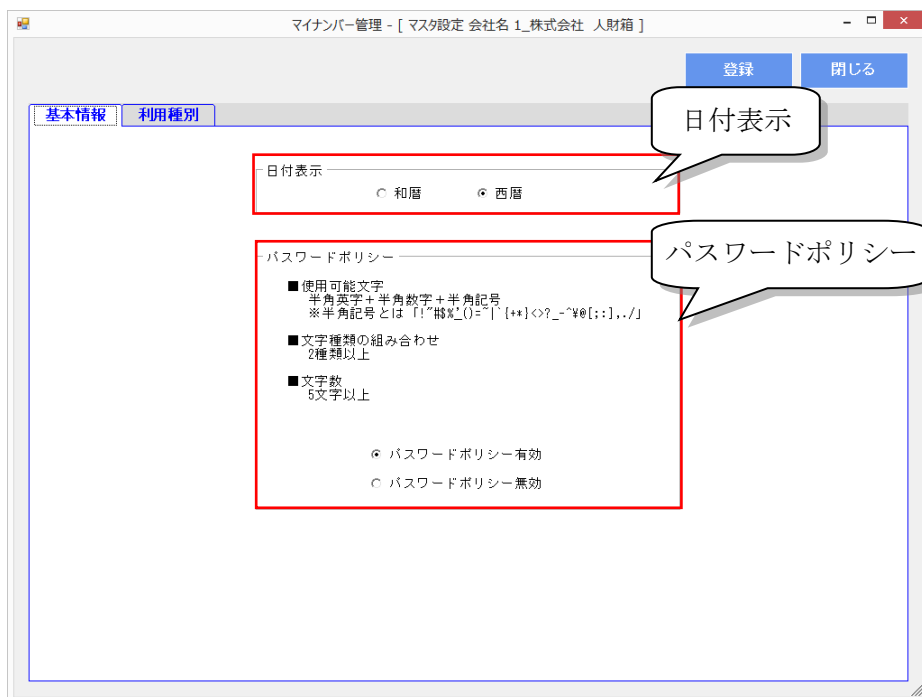 マイナンバー管理 - [ マスタ設定 会社名 1_株式会社　人財箱 ]
登録
閉じる
基本情報
利用種別
日付表示
日付表示
和暦
西暦
パスワードポリシー
パスワードポリシー
■使用可能文字
半角英字＋半角数字＋半角記号
※半角記号とは「!"#$%'()=~|`{+*}<>?_-^¥@[;:],./」
■文字種類の組み合わせ
2種類以上
■文字数
5文字以上
パスワードポリシー有効
パスワードポリシー無効